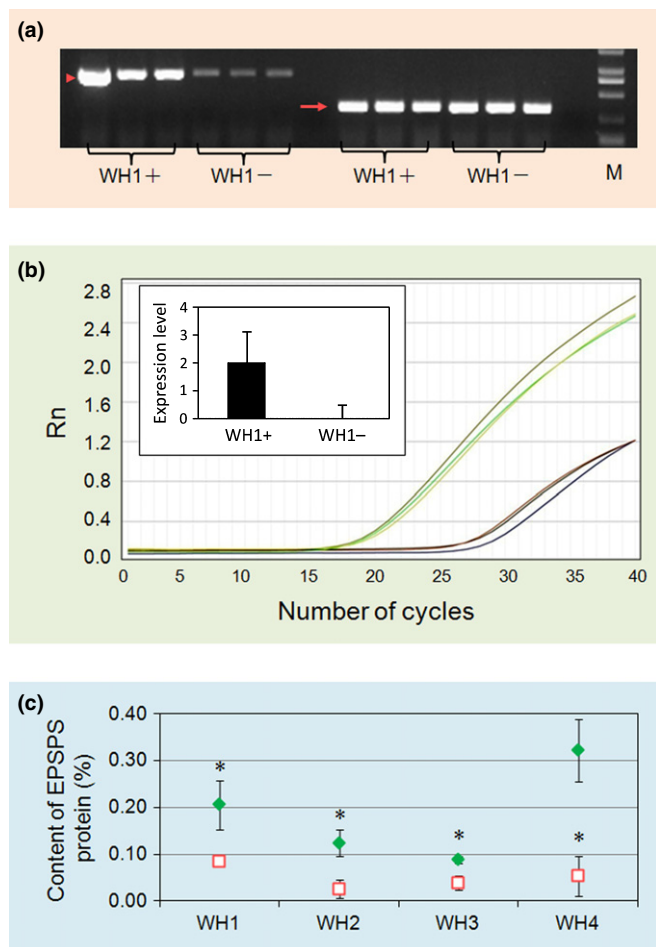 (a)
WH1+ WH1− WH1+ WH1− M
(b)
Rn
2.8
2.4
2.0
1.6
1.2
0.8
0.4
0.0
Expression level
4
3
2
1
0
WH1+ WH1−
0 5 10 15 20 25 30 35 40
Number of cycles
(c)
Content of EPSPS
protein (%)
0.40
0.30
0.20
0.10
0.00
* * * *
WH1 WH2 WH3 WH4